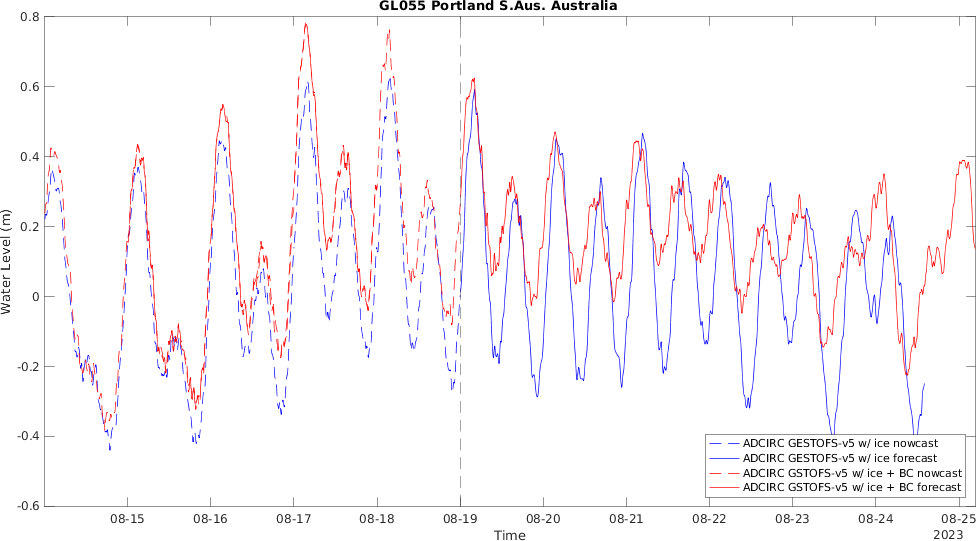 GL055 Portland S.Aus. Australia
0.8
0.6
0.4
0.2
0
-0.2
-0.4
-0.6
Water Level (m)
ADCIRC GESTOFS-v5 w/ ice nowcast
ADCIRC GESTOFS-v5 w/ ice forecast
ADCIRC GSTOFS-v5 w/ ice + BC nowcast
ADCIRC GSTOFS-v5 w/ ice + BC forecast
08-15 08-16 08-17 08-18 08-19 08-20 08-21 08-22 08-23 08-24 08-25
Time
2023